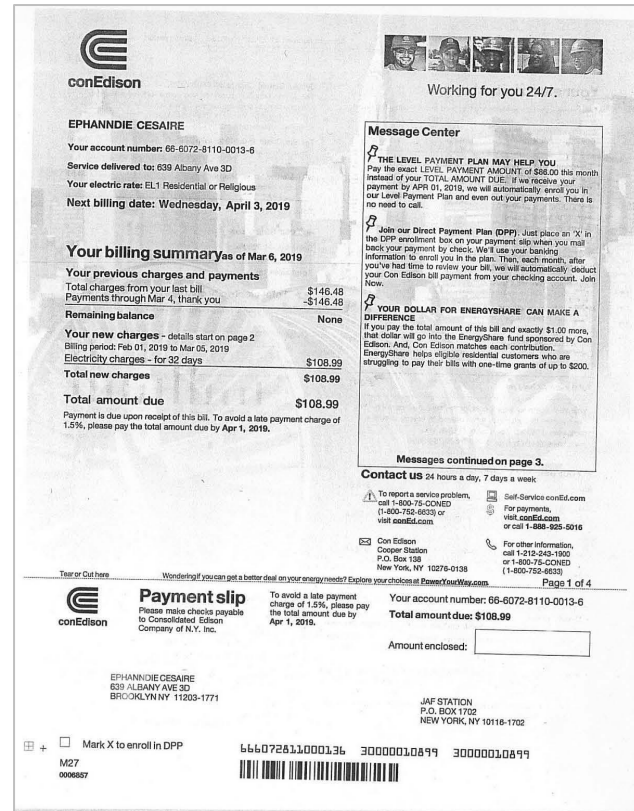 conEdison
Working for you 24/7.
EPHANNDIE CESAIRE
Your account number: 66-6072-8110-0013-6
Service delivered to: 639 Albany Ave 3D
Your electric rate: EL1 Residential or Religious
Next billing date: Wednesday, April 3, 2019
Your billing summary as of Mar 6, 2019
Your previous charges and payments
Total charges from your last bill $146.48
Payments through Mar 4, thank you -$146.48
Remaining balance None
Your new charges - details start on page 2
Billing period: Feb 01, 2019 to Mar 05, 2019
Electricity charges - for 32 days $108.99
Total new charges $108.99
Total amount due $108.99
Payment is due upon receipt of this bill. To avoid a late payment charge of
1.5%, please pay the total amount due by Apr 1, 2019.
Message Center
THE LEVEL PAYMENT PLAN MAY HELP YOU
Pay the exact LEVEL PAYMENT AMOUNT of $86.00 this month
instead of your TOTAL AMOUNT DUE. If we receive your
payment by APR 01, 2019, we will automatically enroll you in
our Level Payment Plan and even out your payments. There is
no need to call.
Join our Direct Payment Plan (DPP). Just place an 'X' in
the DPP enrollment box on your payment slip when you mail
back your payment by check. We'll use your banking
information to enroll you in the plan. Then, each month, after
you've had time to review your bill, we will automatically deduct
your Con Edison bill payment from your checking account. Join
Now.
YOUR DOLLAR FOR ENERGYSHARE CAN MAKE A
DIFFERENCE
If you pay the total amount of this bill and exactly $1.00 more,
that dollar will go into the EnergyShare fund sponsored by Con
Edison. And, Con Edison matches each contribution.
EnergyShare helps eligible residential customers who are
struggling to pay their bills with one-time grants of up to $200.
Messages continued on page 3.
Contact us 24 hours a day, 7 days a week
To report a service problem,
call 1-800-75-CONED
(1-800-752-6633) or
visit conEd.com
Con Edison
Cooper Station
P.O. Box 138
New York, NY 10276-0138
Self-Service conEd.com
For payments,
visit conEd.com
or call 1-888-925-5016
For other information,
call 1-212-243-1900
or 1-800-75-CONED
(1-800-752-6633)
Tear or Cut here
Wondering if you can get a better deal on your energy needs? Explore your choices at PowerYourWay.com
Page 1 of 4
conEdison
Payment slip
Please make checks payable
to Consolidated Edison
Company of N.Y. Inc.
To avoid a late payment
charge of 1.5%, please pay
the total amount due by
Apr 1, 2019.
Your account number: 66-6072-8110-0013-6
Total amount due: $108.99
Amount enclosed:
EPHANNDIE CESAIRE
639 ALBANY AVE 3D
BROOKLYN NY 11203-1771
JAF STATION
P.O. BOX 1702
NEW YORK, NY 10116-1702
Mark X to enroll in DPP
M27
0006857
666072811000136 30000010899 30000010899